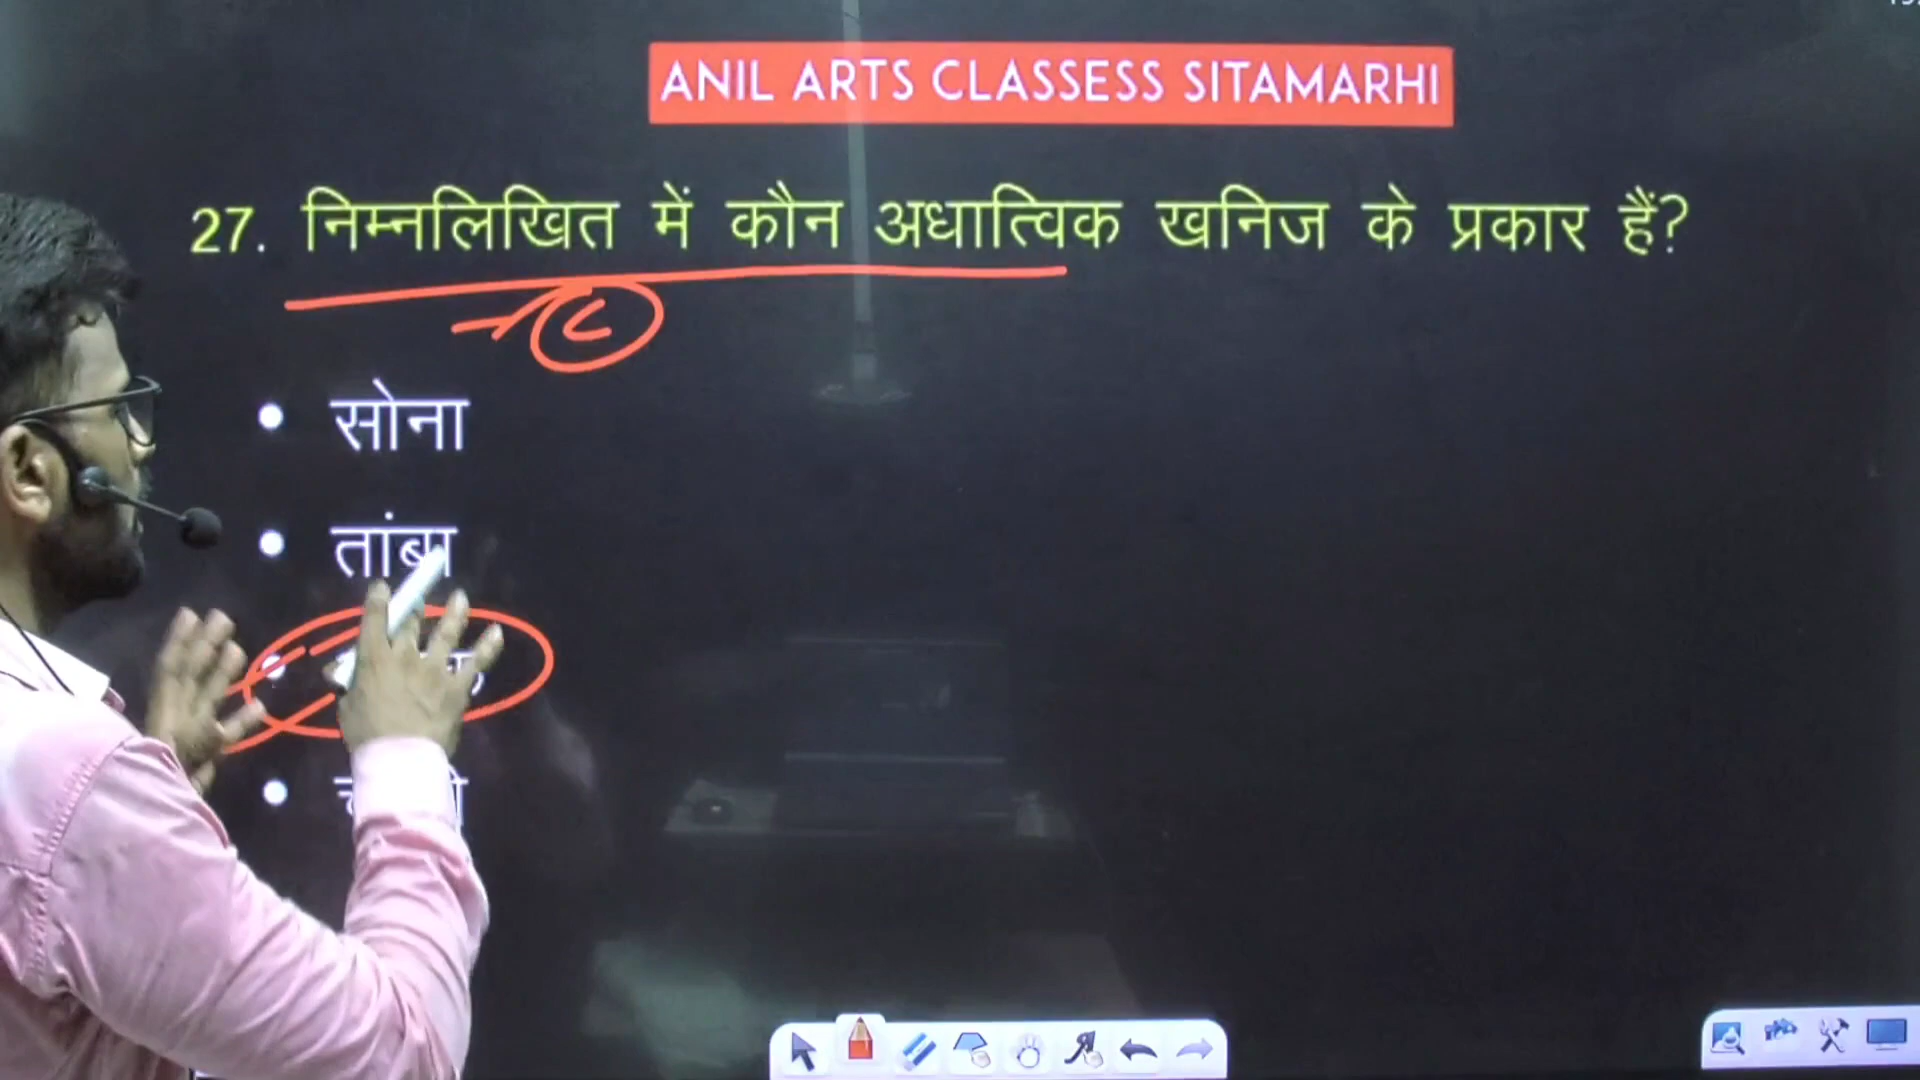 ANIL ARTS CLASSESS SITAMARHI
27. निम्नलिखित में कौन अधात्विक खनिज के प्रकार हैं?
C
• सोना
• तांबा
•
•